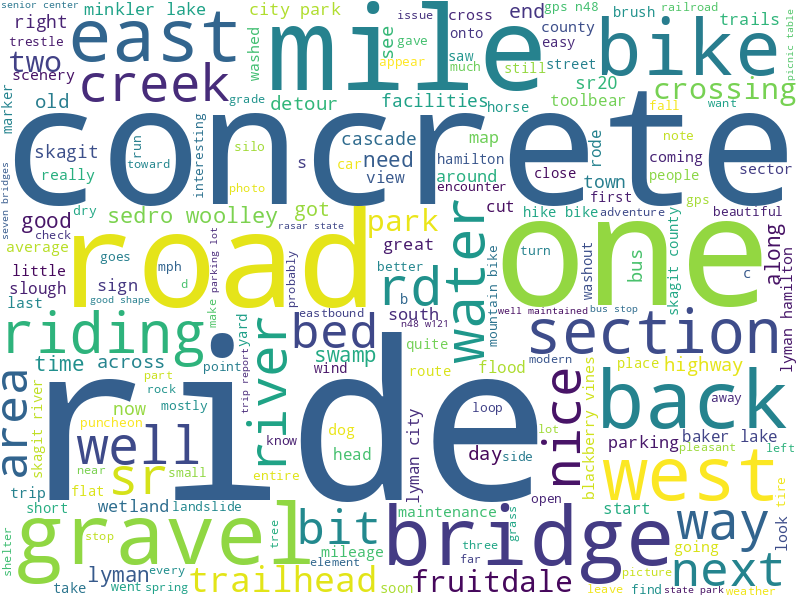 senior center
minkler lake
city park
gps n48
railroad
right
trestle
scenery
two
east
mile
bike
washed
see
issue
gave
appear
much
cross
onto
saw
still
end
county
easy
street
brush
trails
picnic table
marker
old
creek
grade
detour
facilities
horse
sr20
toolbear
crossing
concrete
skagit
really
run
toward
interesting
silo
photo
s
cascade
car
need
view
map
hamilton
around
encounter
close
rode
town
first
coming
people
fall
want
note
sector
gps
adventure
seven bridges
good
check
dry
average
sedro woolley
got
rasar state
park
great
cut
hike bike
beautiful
skagit county
along
road
one
little
slough
last
goes
mph
sign
d
good shape
parking lot
make
probably
better
rd
b
south
water
mountain bike
turn
washout
bus
c
lyman hamilton
eastbound
n48 w121
well maintained
bus stop
riding
river
yard
bed
swamp
wind
quite
route
flood
section
modern
place
highway
time
across
point
trip report
area
skagit river
part
rock
now
mostly
puncheon
near
small
well
sr
flat
trip
know
dog
head
entire
lyman city
day
loop
side
lot
open
ride
nice
blackberry vines
back
away
baker lake
parking
pleasant
left
west
short
wetland
landslide
maintenance
grass
start
look
tire
shelter
gravel
stop
tree
bit
mileage
element
three
far
bridge
way
going
picture
next
take
lyman
went
every
spring
trailhead
soon
fruitdale
leave
find
state park
weather